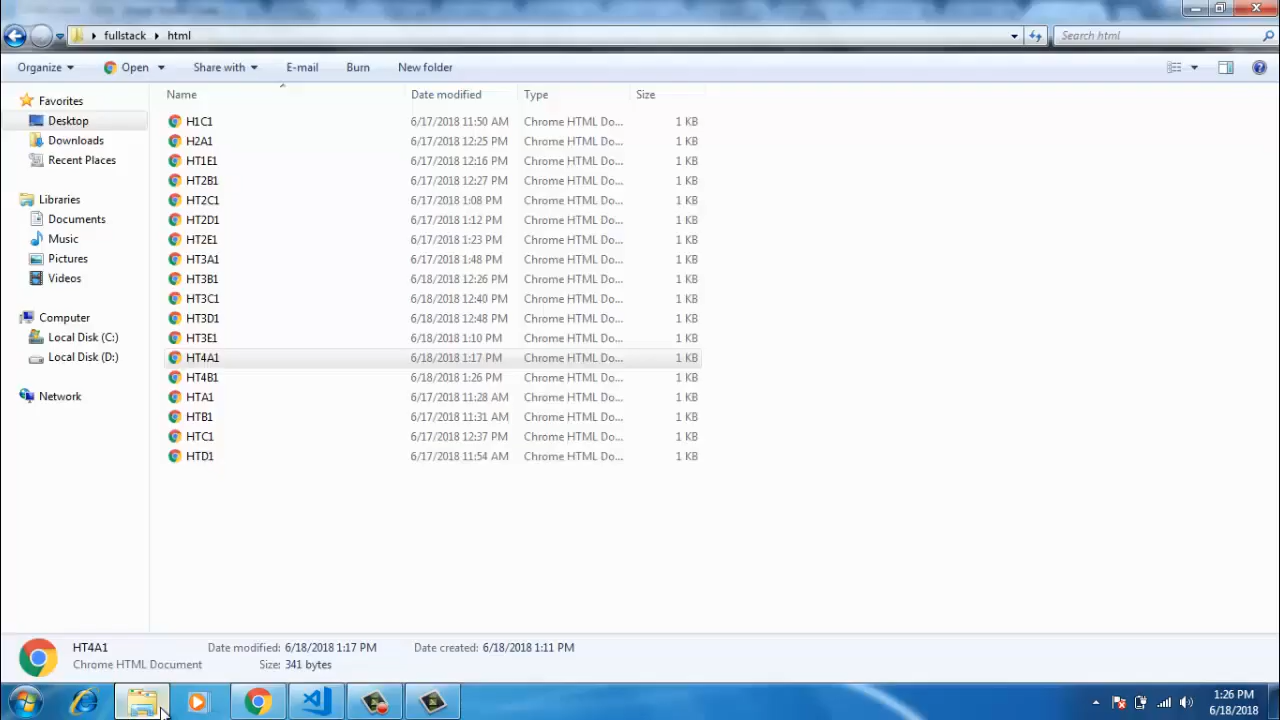 fullstack html
Search html
Organize Open Share with E-mail Burn New folder
Name Date modified Type Size
Favorites
Desktop
Downloads
Recent Places
Libraries
Documents
Music
Pictures
Videos
Computer
Local Disk (C:)
Local Disk (D:)
Network
H1C1 6/17/2018 11:50 AM Chrome HTML Do... 1 KB
H2A1 6/17/2018 12:25 PM Chrome HTML Do... 1 KB
HT1E1 6/17/2018 12:16 PM Chrome HTML Do... 1 KB
HT2B1 6/17/2018 12:27 PM Chrome HTML Do... 1 KB
HT2C1 6/17/2018 1:08 PM Chrome HTML Do... 1 KB
HT2D1 6/17/2018 1:12 PM Chrome HTML Do... 1 KB
HT2E1 6/17/2018 1:23 PM Chrome HTML Do... 1 KB
HT3A1 6/17/2018 1:48 PM Chrome HTML Do... 1 KB
HT3B1 6/18/2018 12:26 PM Chrome HTML Do... 1 KB
HT3C1 6/18/2018 12:40 PM Chrome HTML Do... 1 KB
HT3D1 6/18/2018 12:48 PM Chrome HTML Do... 1 KB
HT3E1 6/18/2018 1:10 PM Chrome HTML Do... 1 KB
HT4A1 6/18/2018 1:17 PM Chrome HTML Do... 1 KB
HT4B1 6/18/2018 1:26 PM Chrome HTML Do... 1 KB
HTA1 6/17/2018 11:28 AM Chrome HTML Do... 1 KB
HTB1 6/17/2018 11:31 AM Chrome HTML Do... 1 KB
HTC1 6/17/2018 12:37 PM Chrome HTML Do... 1 KB
HTD1 6/17/2018 11:54 AM Chrome HTML Do... 1 KB
HT4A1 Date modified: 6/18/2018 1:17 PM Date created: 6/18/2018 1:11 PM
Chrome HTML Document Size: 341 bytes
1:26 PM
6/18/2018